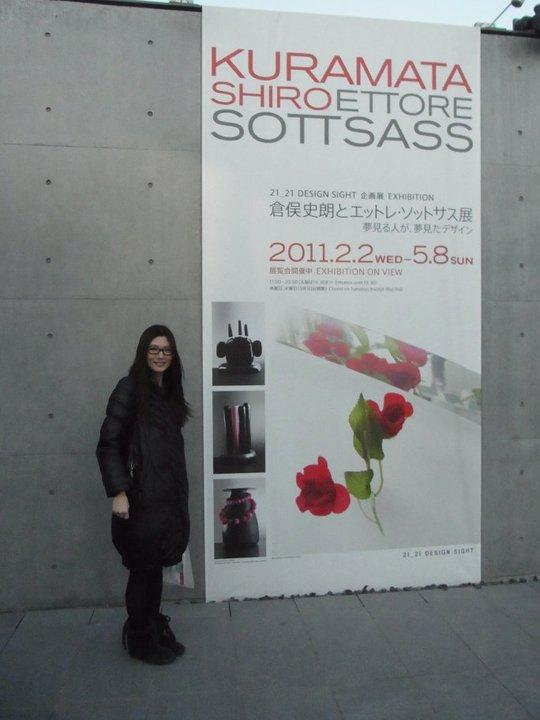 KURAMATA
SHIRO ETTORE
SOTTSASS
21_21 DESIGN SIGHT 企画展 EXHIBITION
倉俣史朗とエットレ・ソットサス展
夢見る人が、夢見たデザイン
2011.2.2 WED – 5.8 SUN
展覧会開催中 EXHIBITION ON VIEW
21_21 DESIGN SIGHT